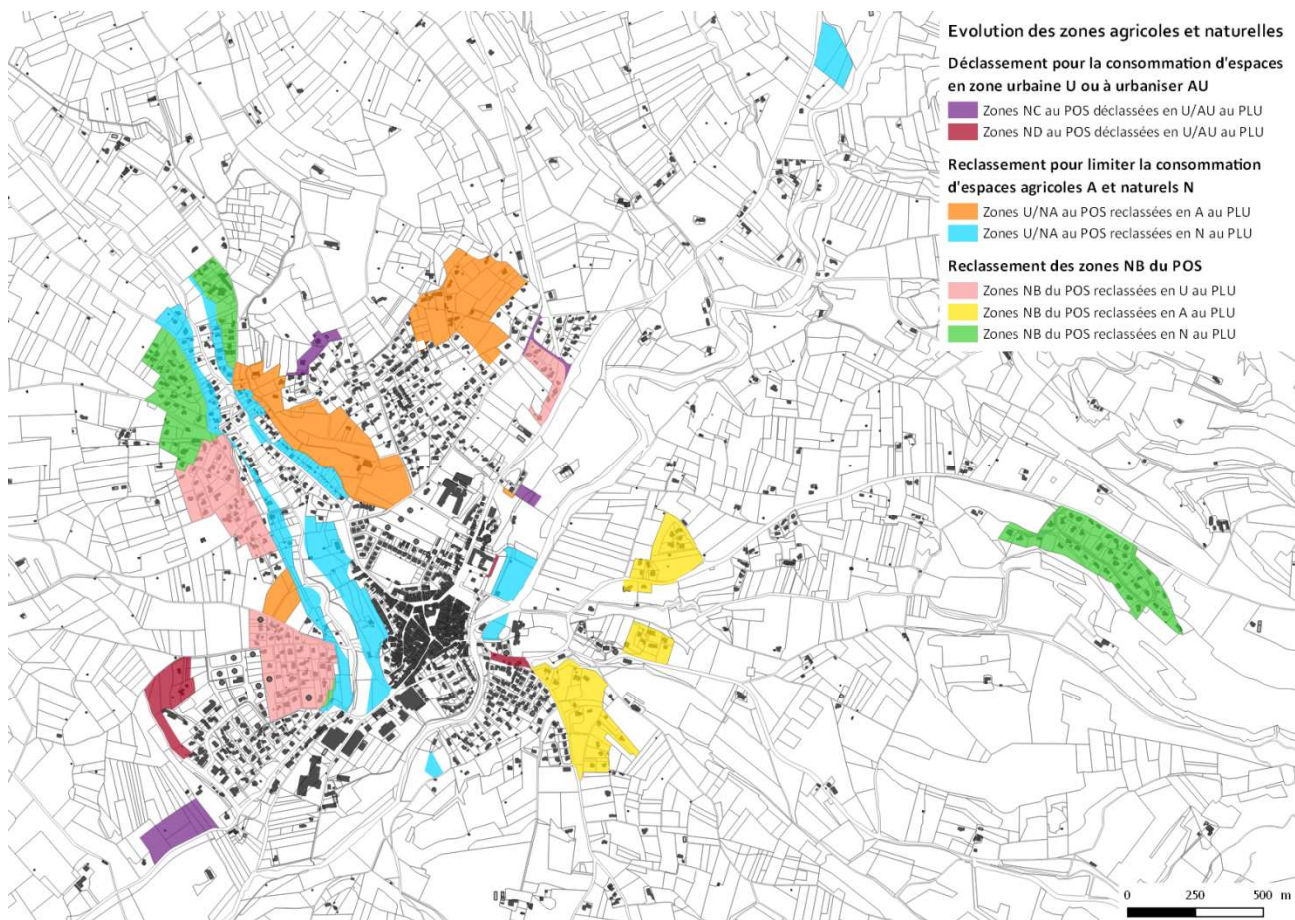 Evolution des zones agricoles et naturelles
Déclassement pour la consommation d'espaces
en zone urbaine U ou à urbaniser AU
Zones NC au POS déclassées en U/AU au PLU
Zones ND au POS déclassées en U/AU au PLU
Reclassement pour limiter la consommation
d'espaces agricoles A et naturels N
Zones U/NA au POS reclassées en A au PLU
Zones U/NA au POS reclassées en N au PLU
Reclassement des zones NB du POS
Zones NB du POS reclassées en U au PLU
Zones NB du POS reclassées en A au PLU
Zones NB du POS reclassées en N au PLU
0 250 500 m